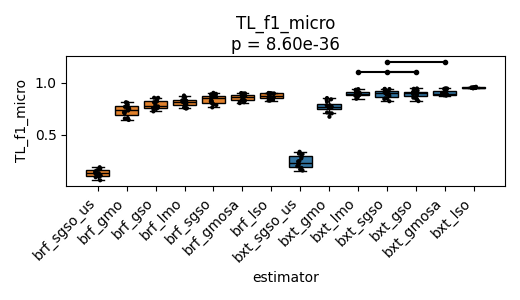 TL_f1_micro
p = 8.60e-36
TL_f1_micro
1.0
0.5
brf_sgso_us
brf_gmo
brf_gso
brf_lmo
brf_sgso
brf_gmosa
brf_lso
bxt_sgso_us
bxt_gmo
bxt_lmo
bxt_sgso
bxt_gso
bxt_gmosa
bxt_lso
estimator